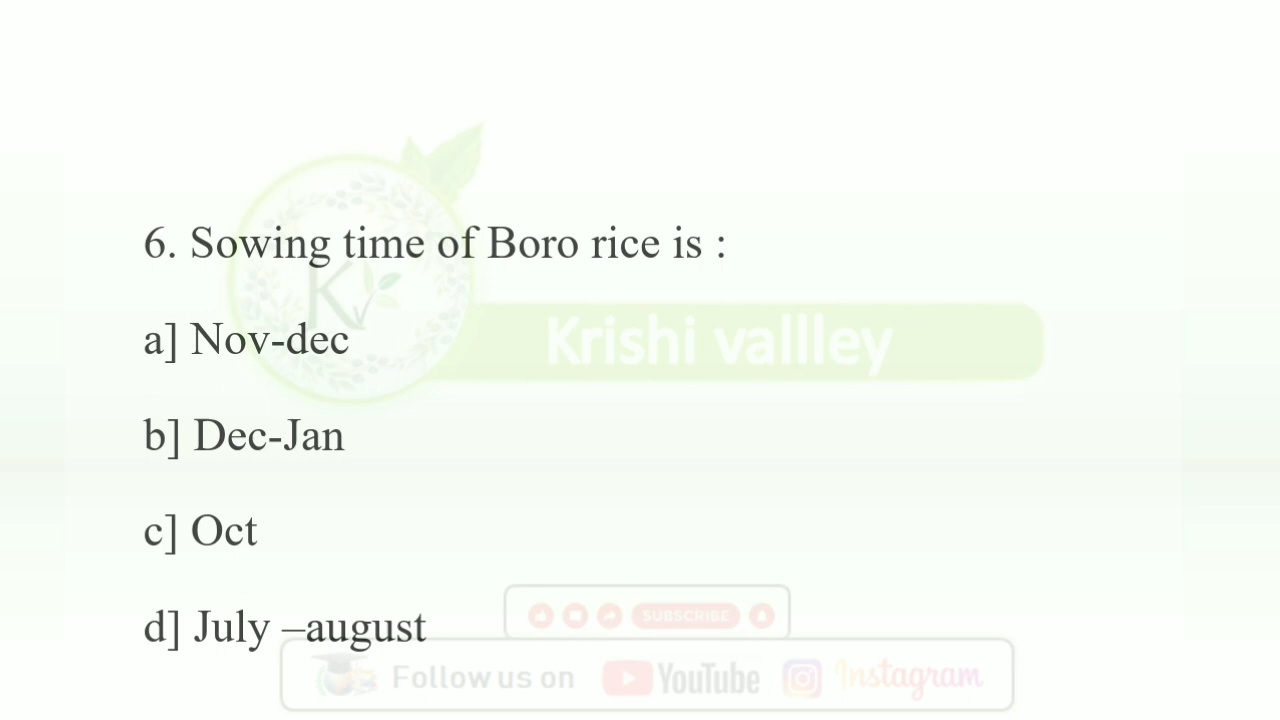 6. Sowing time of Boro rice is :
Krishi vallley
a] Nov-dec
b] Dec-Jan
c] Oct
SUBSCRIBE
d] July –august
Follow us on YouTube Instagram